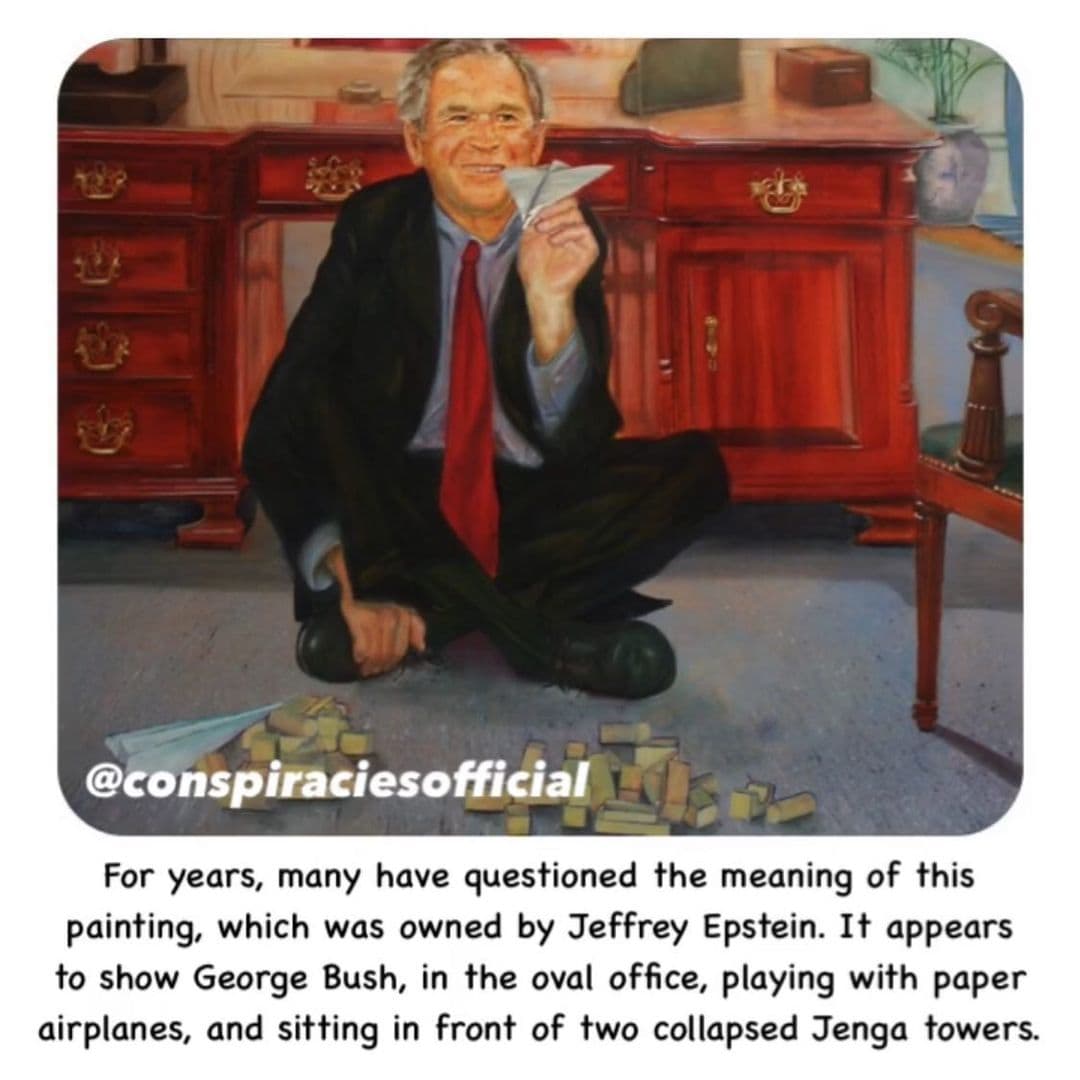 @conspiraciesofficial
For years, many have questioned the meaning of this
painting, which was owned by Jeffrey Epstein. It appears
to show George Bush, in the oval office, playing with paper
airplanes, and sitting in front of two collapsed Jenga towers.